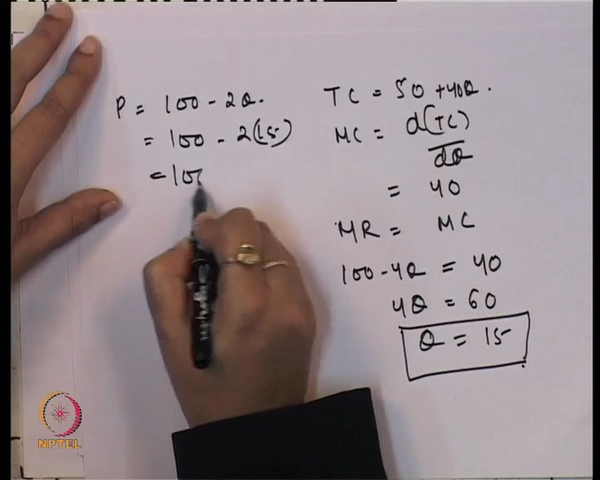 P = 100 - 2Q.
= 100 - 2(15)
= 100
TC = 50 + 40Q.
MC = d(TC)
dQ
= 40
MR = MC
100 - 4Q = 40
4Q = 60
Q = 15
NPTEL